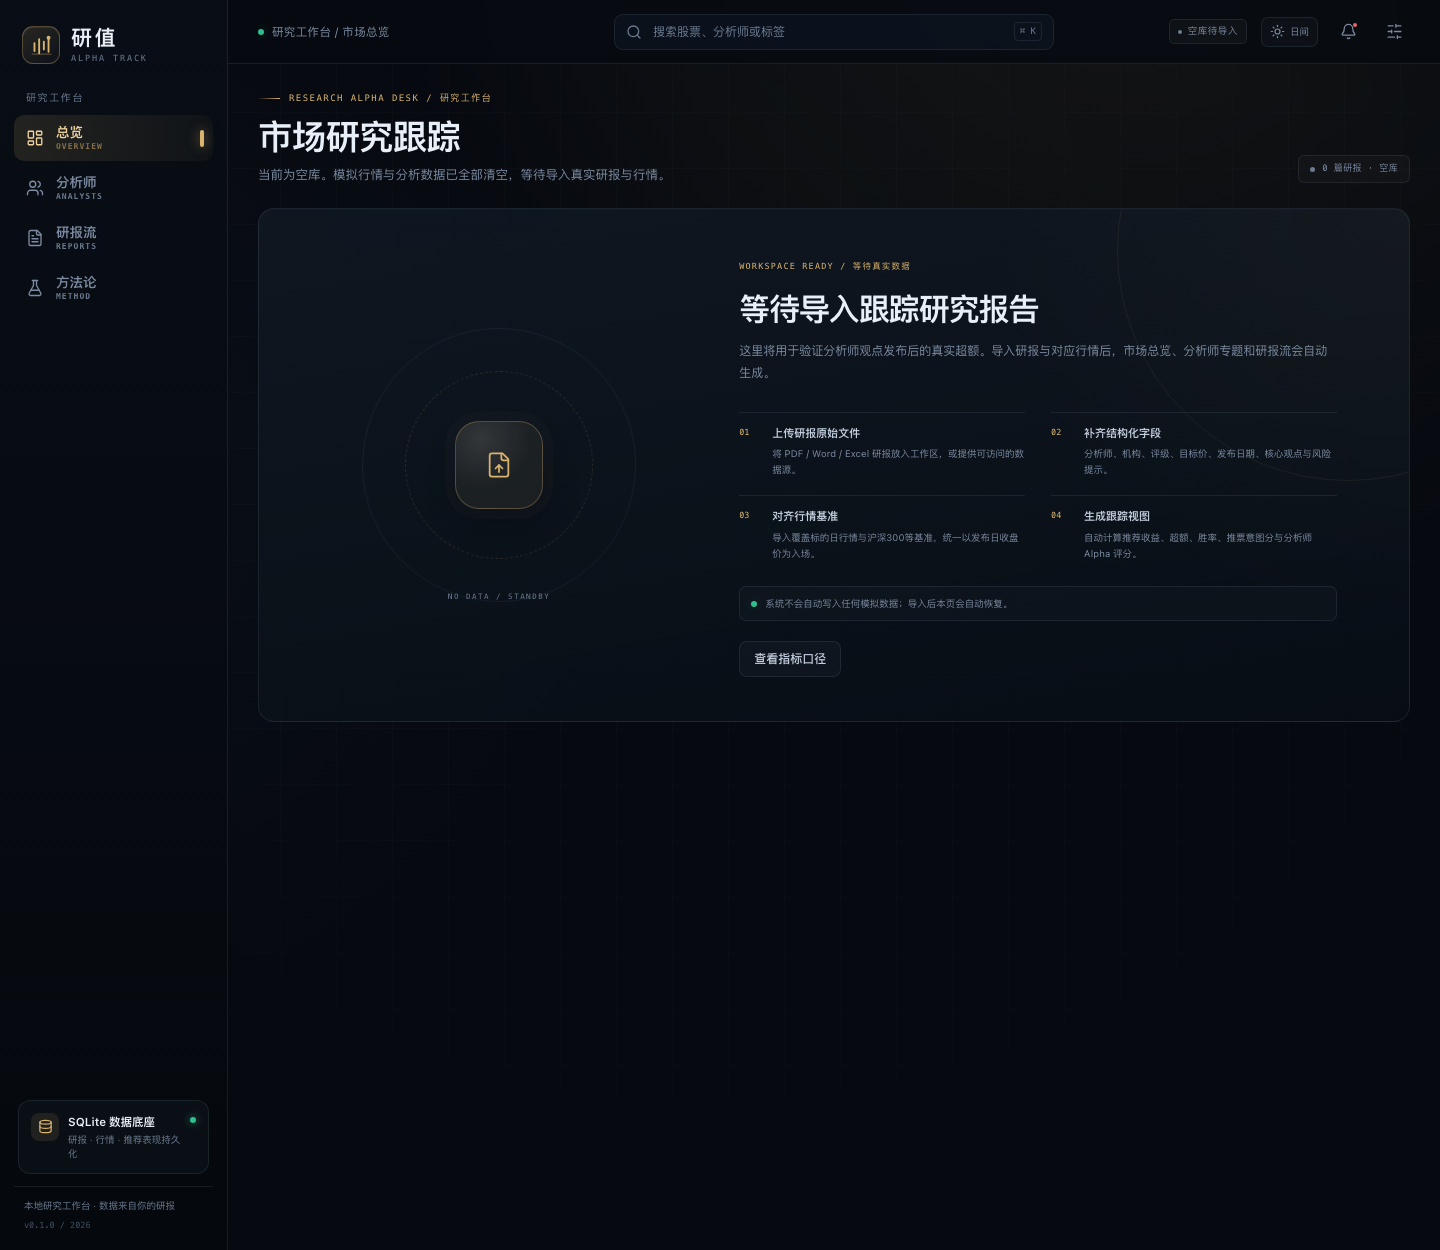 研值
ALPHA TRACK
研究工作台
总览
OVERVIEW
分析师
ANALYSTS
研报流
REPORTS
方法论
METHOD
SQLite 数据底座
研报 · 行情 · 推荐表现持久
化
本地研究工作台 · 数据来自你的研报
v0.1.0 / 2026
研究工作台 / 市场总览
搜索股票、分析师或标签
⌘ K
空库待导入
日间
RESEARCH ALPHA DESK / 研究工作台
市场研究跟踪
当前为空库。模拟行情与分析数据已全部清空，等待导入真实研报与行情。
0 篇研报 · 空库
NO DATA / STANDBY
WORKSPACE READY / 等待真实数据
等待导入跟踪研究报告
这里将用于验证分析师观点发布后的真实超额。导入研报与对应行情后，市场总览、分析师专题和研报流会自动
生成。
01 上传研报原始文件
将 PDF / Word / Excel 研报放入工作区，或提供可访问的数
据源。
02 补齐结构化字段
分析师、机构、评级、目标价、发布日期、核心观点与风险
提示。
03 对齐行情基准
导入覆盖标的日行情与沪深300等基准，统一以发布日收盘
价为入场。
04 生成跟踪视图
自动计算推荐收益、超额、胜率、推票意图分与分析师
Alpha 评分。
系统不会自动写入任何模拟数据；导入后本页会自动恢复。
查看指标口径